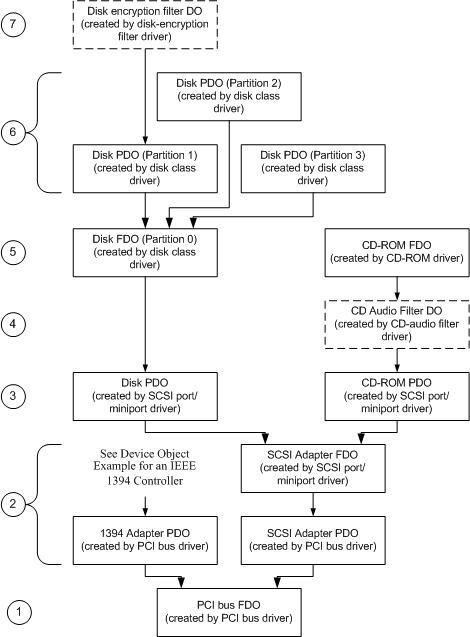 7
Disk encryption filter DO
(created by disk-encryption
filter driver)
6
Disk PDO (Partition 2)
(created by disk class
driver)
Disk PDO (Partition 1)
(created by disk class
driver)
Disk PDO (Partition 3)
(created by disk class
driver)
5
Disk FDO (Partition 0)
(created by disk class
driver)
CD-ROM FDO
(created by CD-ROM driver)
4
CD Audio Filter DO
(created by CD-audio filter
driver)
3
Disk PDO
(created by SCSI port/
miniport driver)
CD-ROM PDO
(created by SCSI port/
miniport driver)
2
See Device Object
Example for an IEEE
1394 Controller
SCSI Adapter FDO
(created by SCSI port/
miniport driver)
1394 Adapter PDO
(created by PCI bus driver)
SCSI Adapter PDO
(created by PCI bus driver)
1
PCI bus FDO
(created by PCI bus driver)